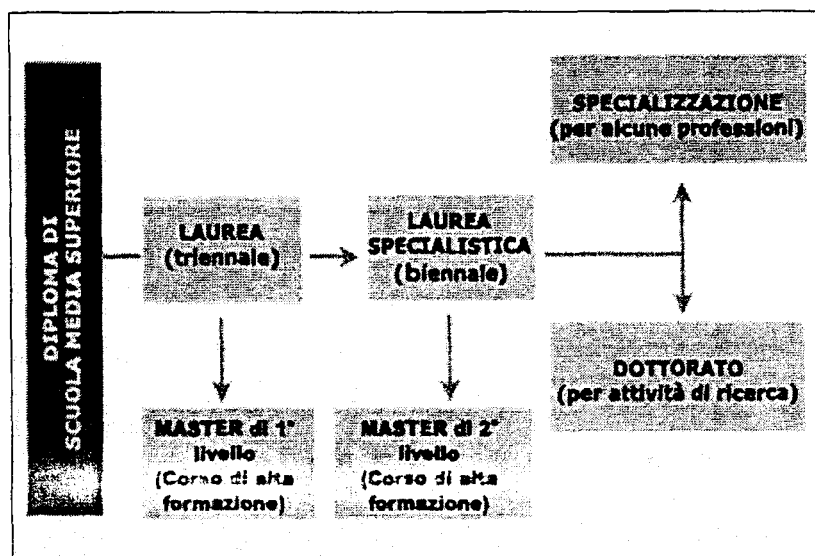 DIPLOMA DI
SCUOLA MEDIA SUPERIORE
LAUREA
(triennale)
LAUREA
SPECIALISTICA
(biennale)
SPECIALIZZAZIONE
(per alcune professioni)
DOTTORATO
(per attività di ricerca)
MASTER di 1°
livello
(Corso di alta
formazione)
MASTER di 2°
livello
(Corso di alta
formazione)